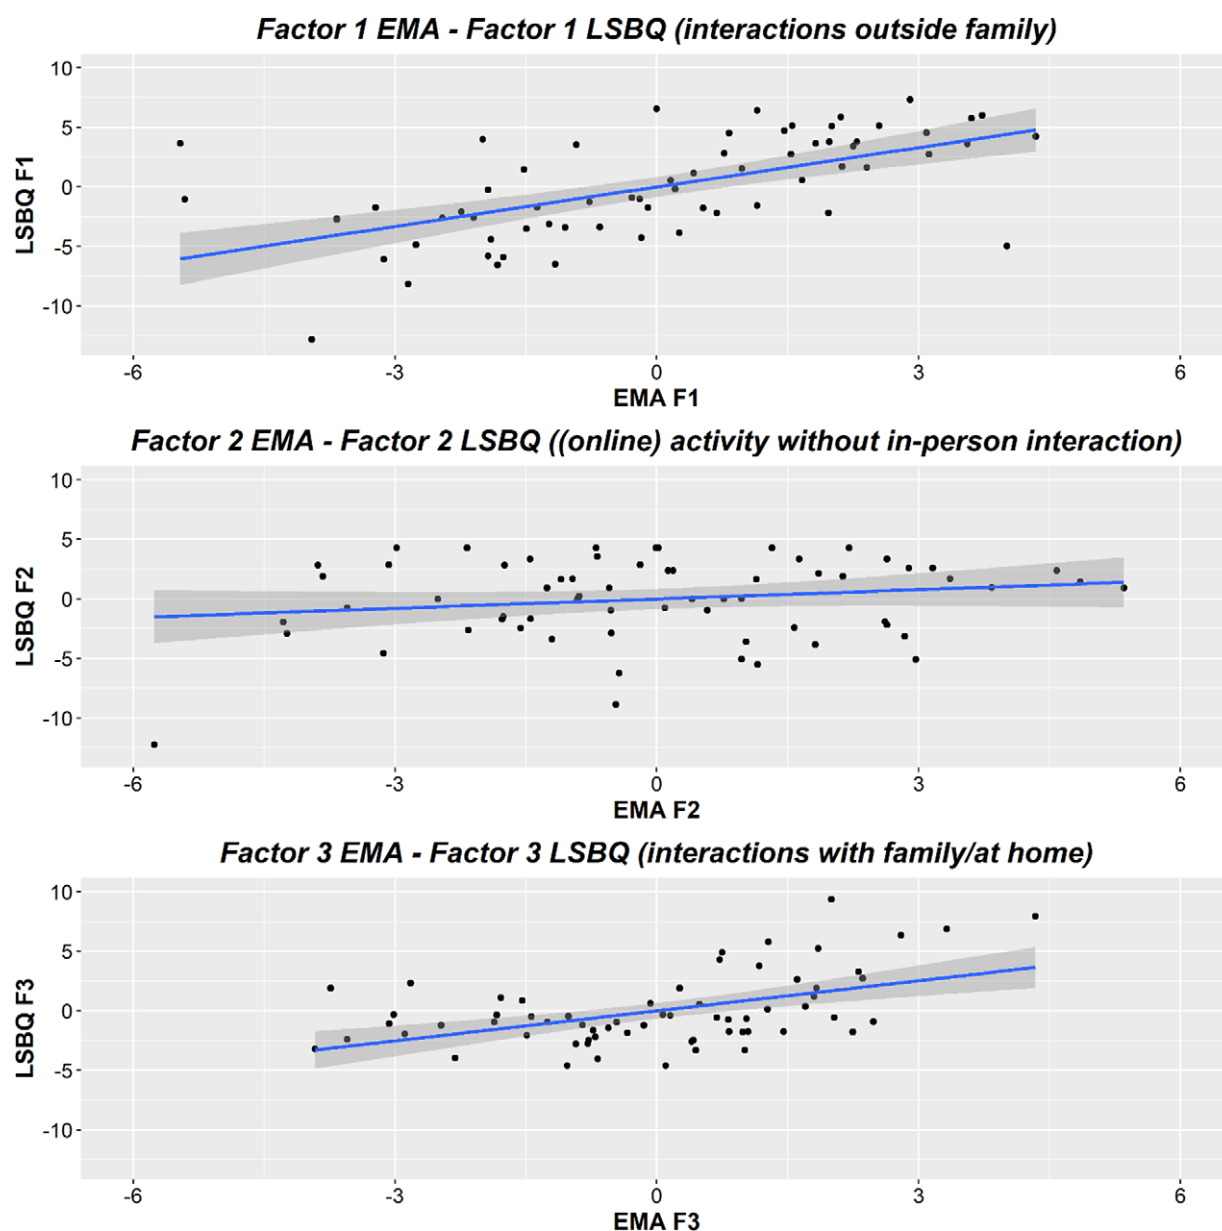 Factor 1 EMA - Factor 1 LSBQ (interactions outside family)
10
5
0
-5
-10
LSBQ F1
-6 -3 0 3 6
EMA F1
Factor 2 EMA - Factor 2 LSBQ ((online) activity without in-person interaction)
10
5
0
-5
-10
LSBQ F2
-6 -3 0 3 6
EMA F2
Factor 3 EMA - Factor 3 LSBQ (interactions with family/at home)
10
5
0
-5
-10
LSBQ F3
-6 -3 0 3 6
EMA F3